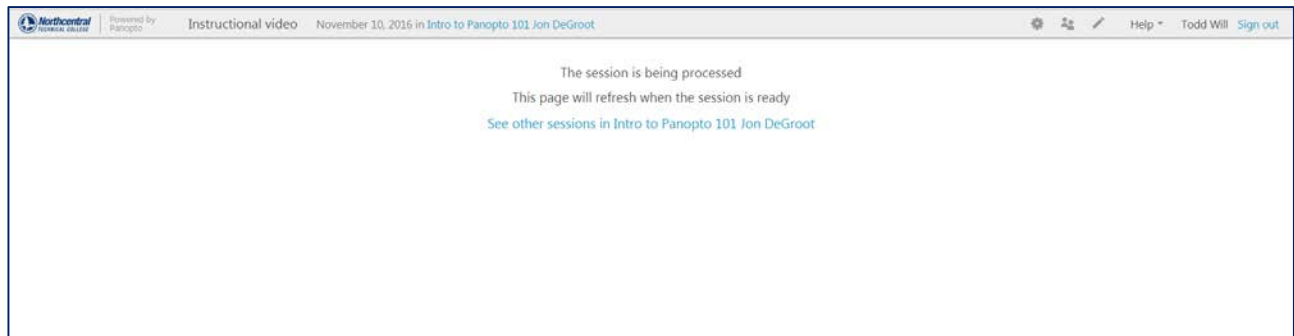 Northcentral TECHNICAL COLLEGE Powered by Panopto Instructional video November 10, 2016 in Intro to Panopto 101 Jon DeGroot Help Todd Will Sign out
The session is being processed
This page will refresh when the session is ready
See other sessions in Intro to Panopto 101 Jon DeGroot